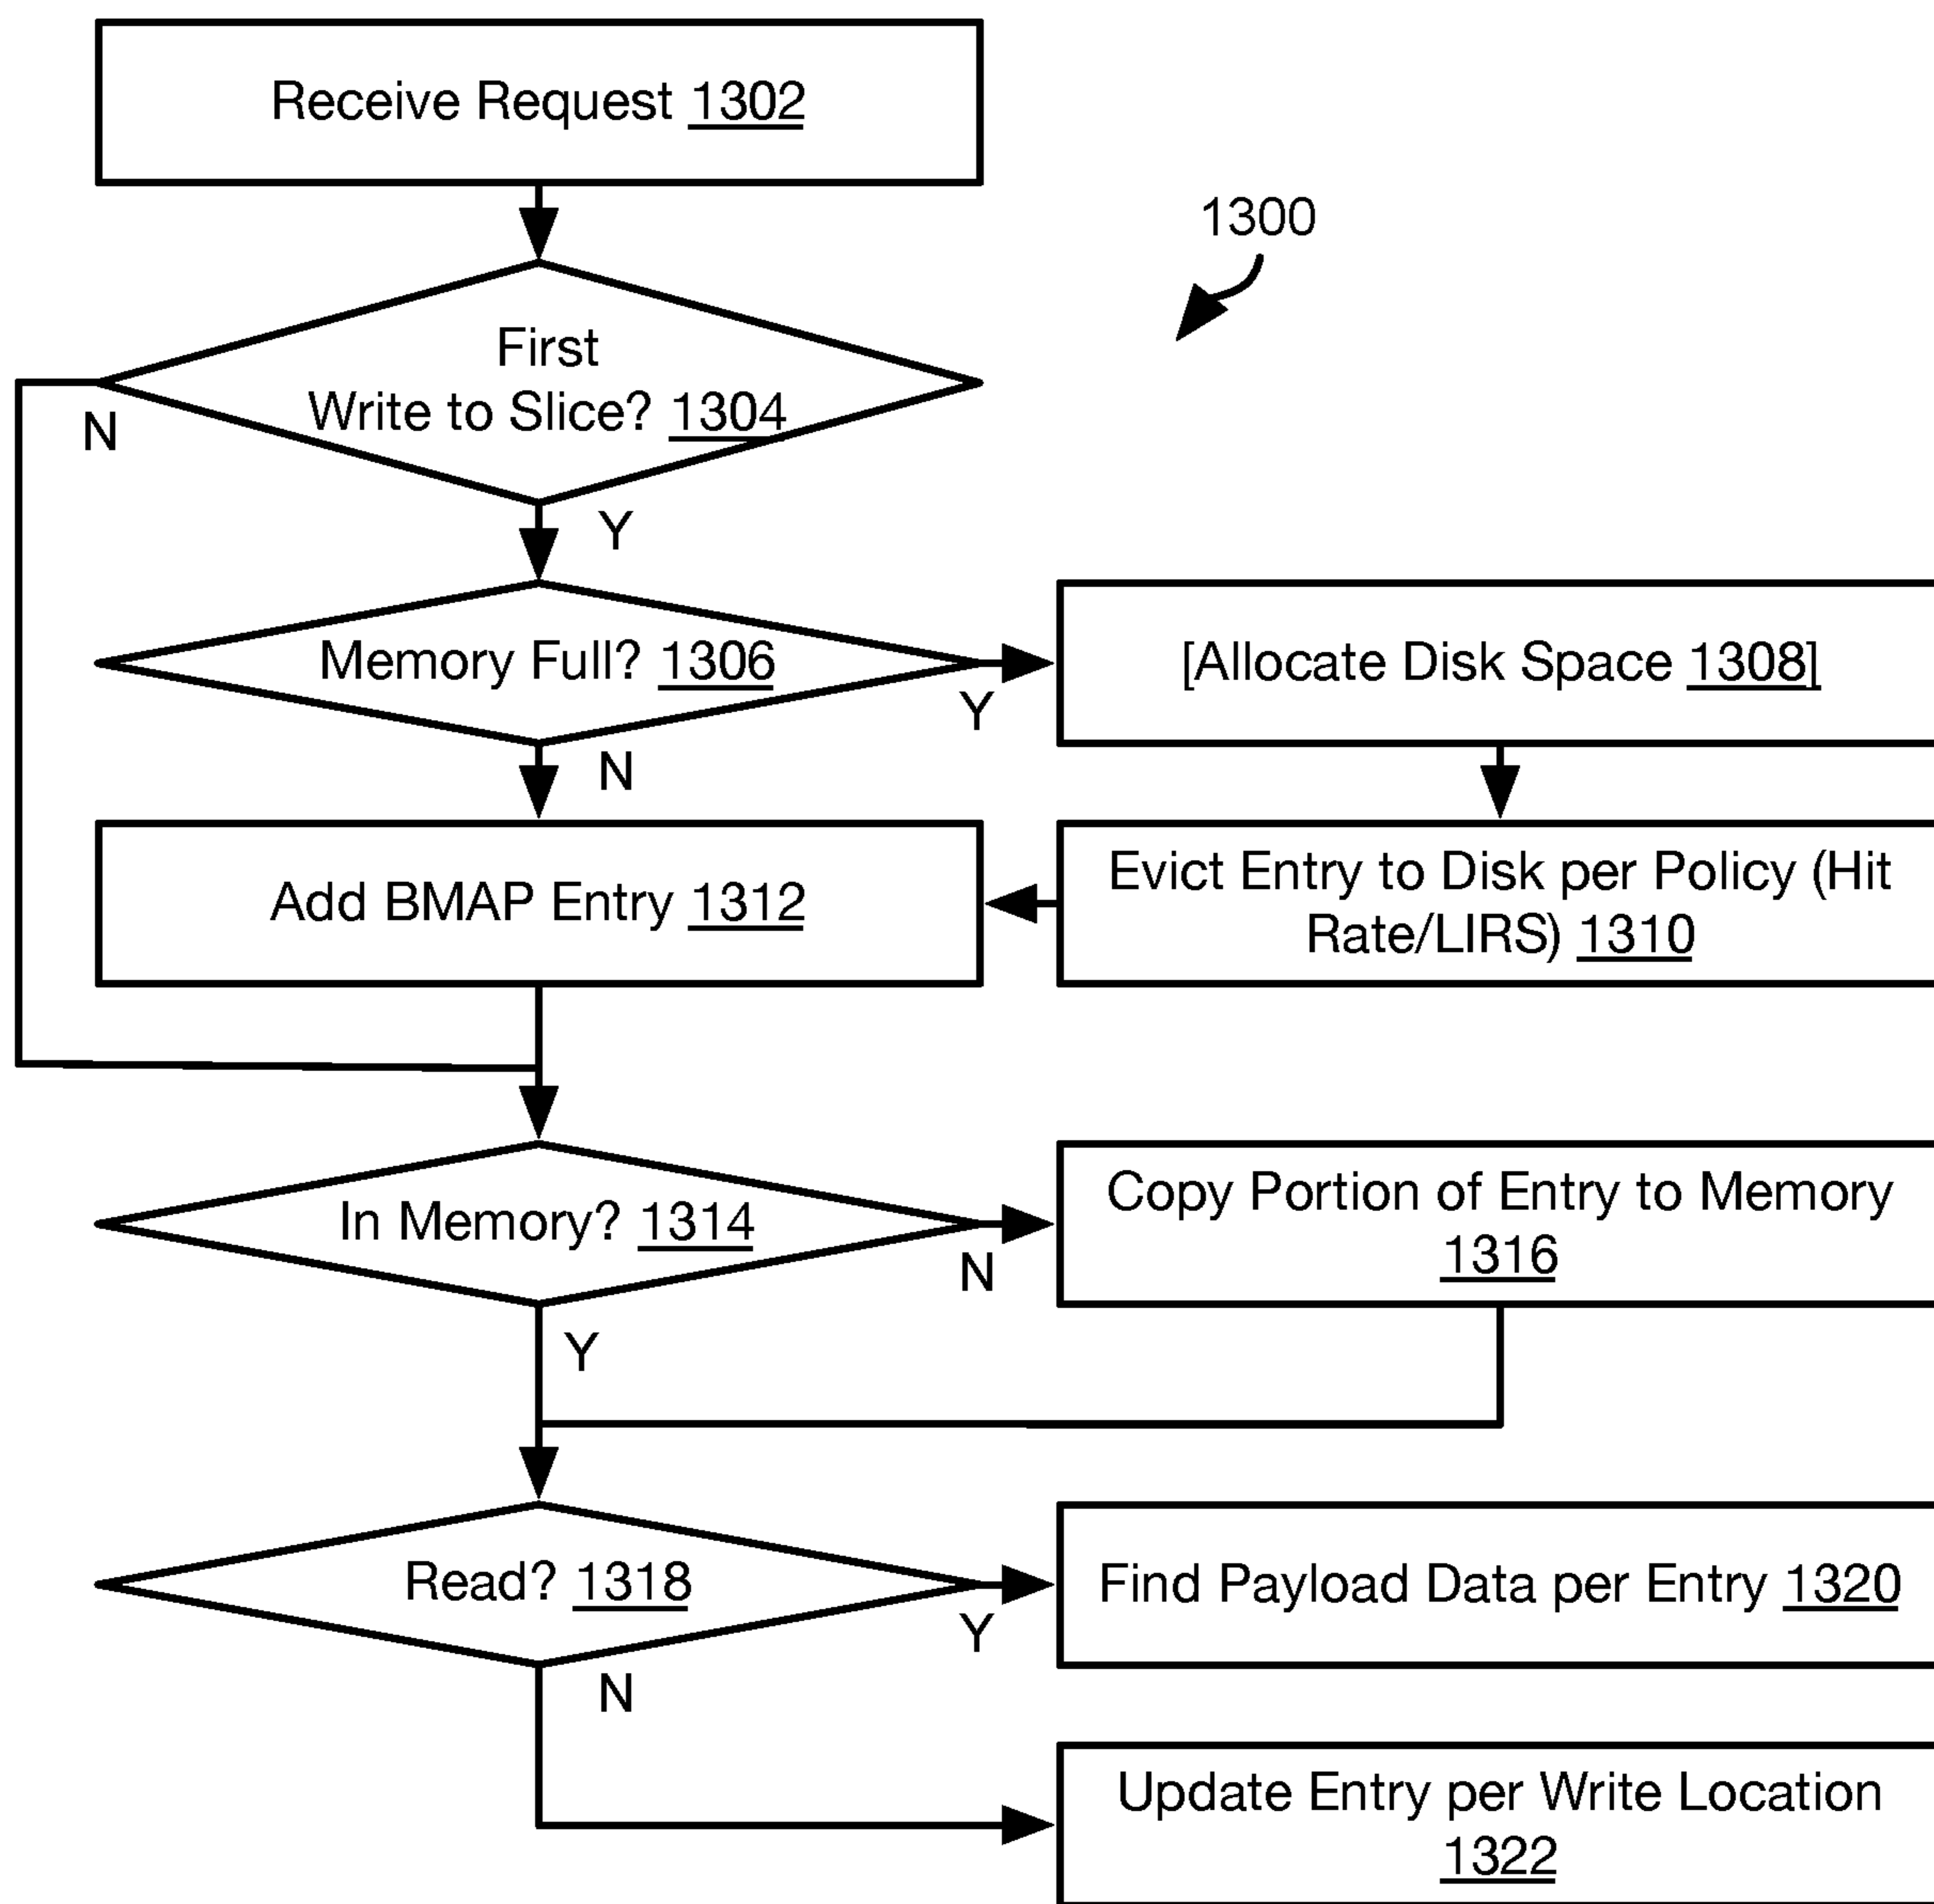 Receive Request 1302
1300
First
Write to Slice? 1304
N
Y
Memory Full? 1306
Y
[Allocate Disk Space 1308]
N
Add BMAP Entry 1312
Evict Entry to Disk per Policy (Hit
Rate/LIRS) 1310
In Memory? 1314
N
Copy Portion of Entry to Memory
1316
Y
Read? 1318
Y
Find Payload Data per Entry 1320
N
Update Entry per Write Location
1322